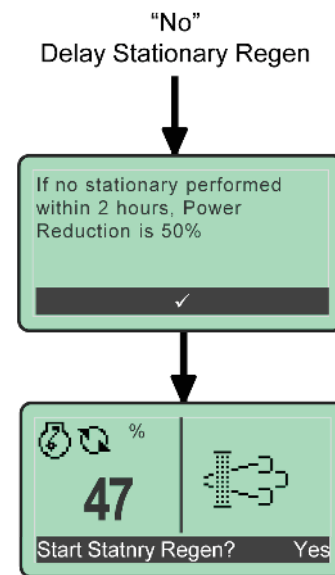 “No”
Delay Stationary Regen
If no stationary performed
within 2 hours, Power
Reduction is 50%
✓
%
47
Start Statnry Regen? Yes